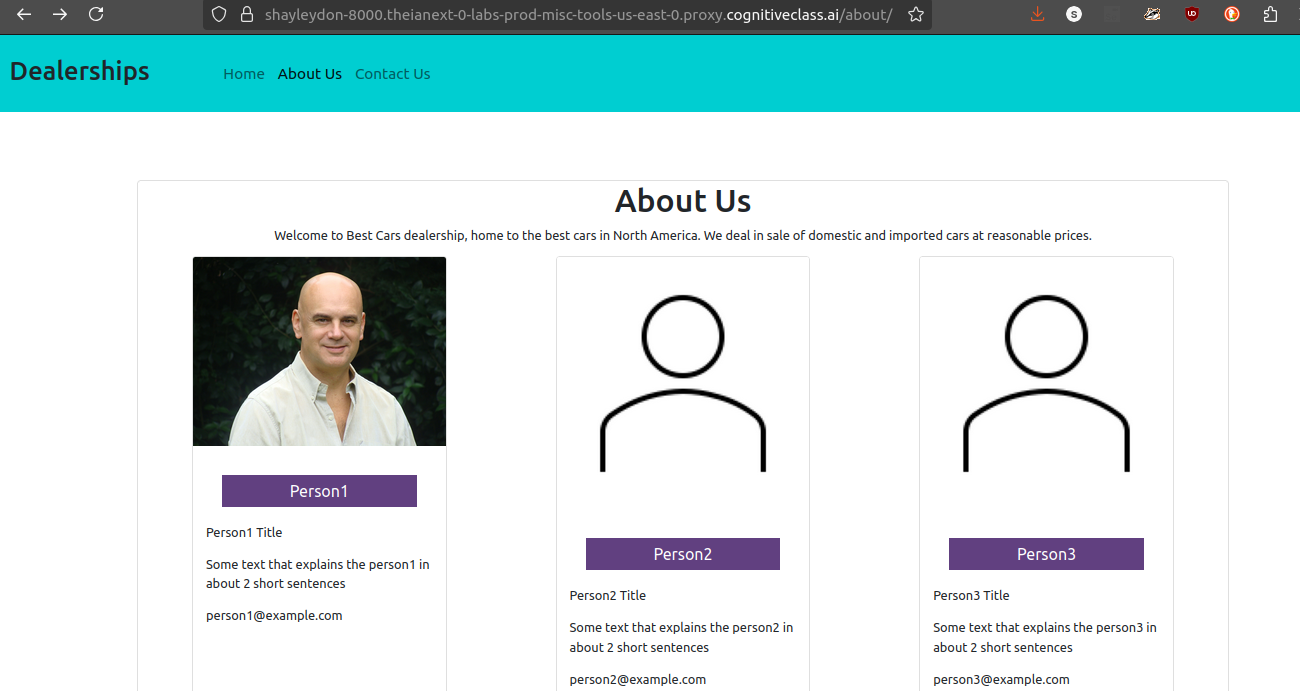 shayleydon-8000.theianext-0-labs-prod-misc-tools-us-east-0.proxy.cognitiveclass.ai/about/
S
UD
Dealerships
Home About Us Contact Us
About Us
Welcome to Best Cars dealership, home to the best cars in North America. We deal in sale of domestic and imported cars at reasonable prices.
Person1
Person1 Title
Some text that explains the person1 in
about 2 short sentences
person1@example.com
Person2
Person2 Title
Some text that explains the person2 in
about 2 short sentences
person2@example.com
Person3
Person3 Title
Some text that explains the person3 in
about 2 short sentences
person3@example.com